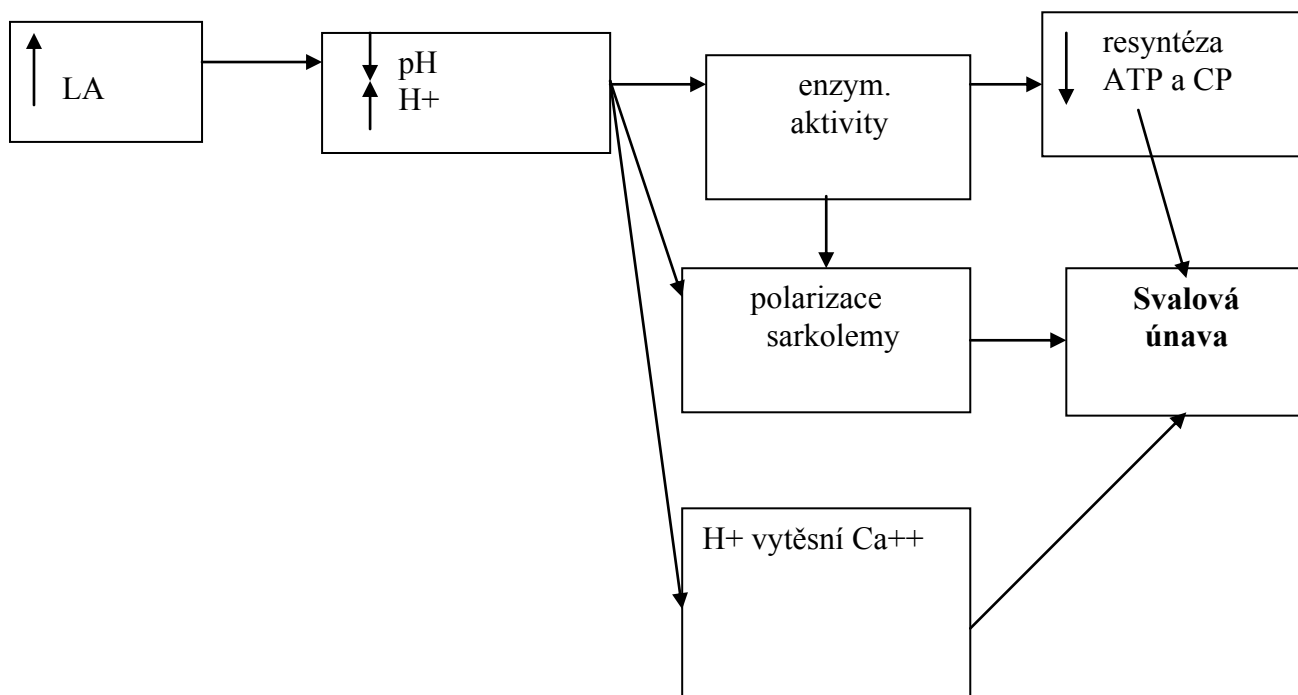 LA
pH
H+
enzym.
aktivity
resyntéza
ATP a CP
polarizace
sarkolemy
Svalová
únava
H+ vytěsní Ca++